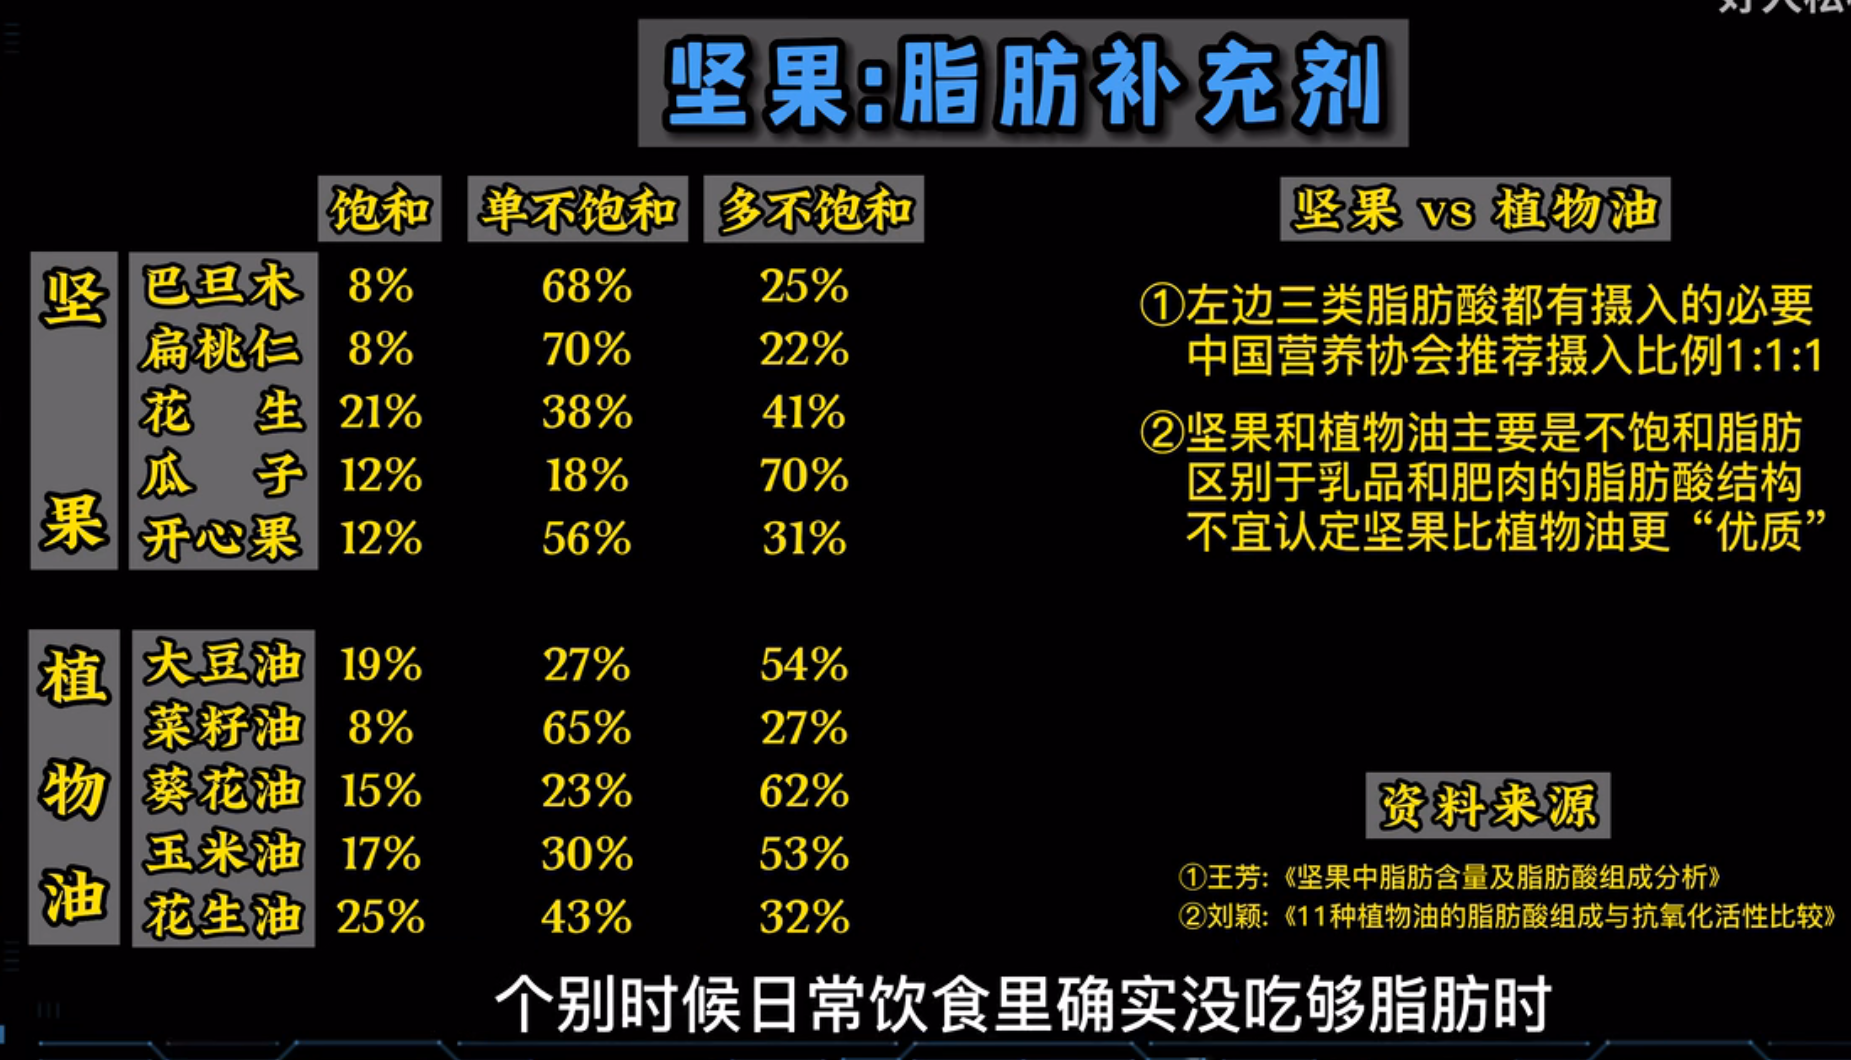 坚果:脂肪补充剂
饱和 单不饱和 多不饱和
坚果
巴旦木 8% 68% 25%
扁桃仁 8% 70% 22%
花生 21% 38% 41%
瓜子 12% 18% 70%
开心果 12% 56% 31%
植物油
大豆油 19% 27% 54%
菜籽油 8% 65% 27%
葵花油 15% 23% 62%
玉米油 17% 30% 53%
花生油 25% 43% 32%
坚果 vs 植物油
①左边三类脂肪酸都有摄入的必要
中国营养协会推荐摄入比例1:1:1
②坚果和植物油主要是不饱和脂肪
区别于乳品和肥肉的脂肪酸结构
不宜认定坚果比植物油更“优质”
资料来源
①王芳:《坚果中脂肪含量及脂肪酸组成分析》
②刘颖:《11种植物油的脂肪酸组成与抗氧化活性比较》
个别时候日常饮食里确实没吃够脂肪时